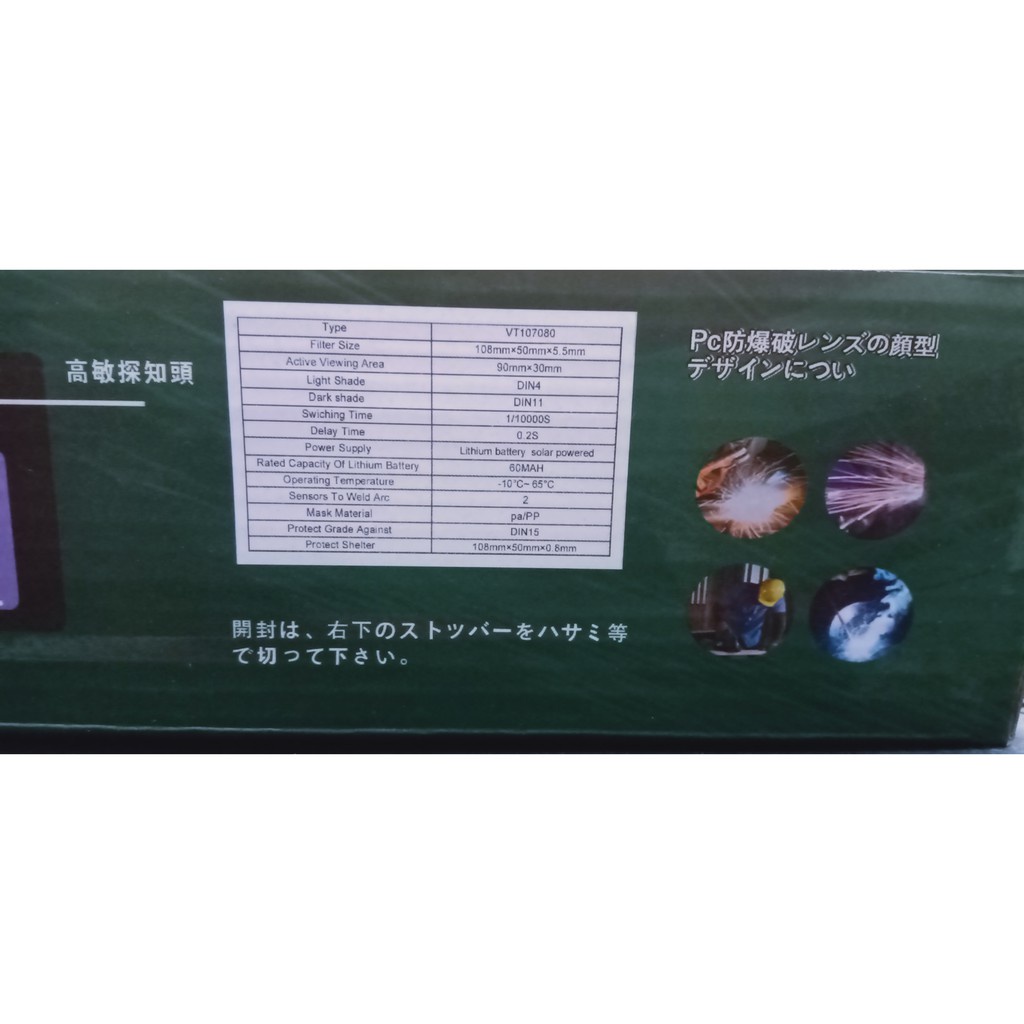 高敏探知頭
Type VT107080
Filter Size 108mm×50mm×5.5mm
Active Viewing Area 90mm×30mm
Light Shade DIN4
Dark shade DIN11
Swiching Time 1/10000S
Delay Time 0.2S
Power Supply Lithium battery solar powered
Rated Capacity Of Lithium Battery 60MAH
Operating Temperature -10°C~ 65°C
Sensors To Weld Arc 2
Mask Material pa/PP
Protect Grade Against DIN15
Protect Shelter 108mm×50mm×0.8mm
開封は、右下のストツバーをハサミ等
で切つて下さい。
Pc防爆破レンズの顔型
デザインについ